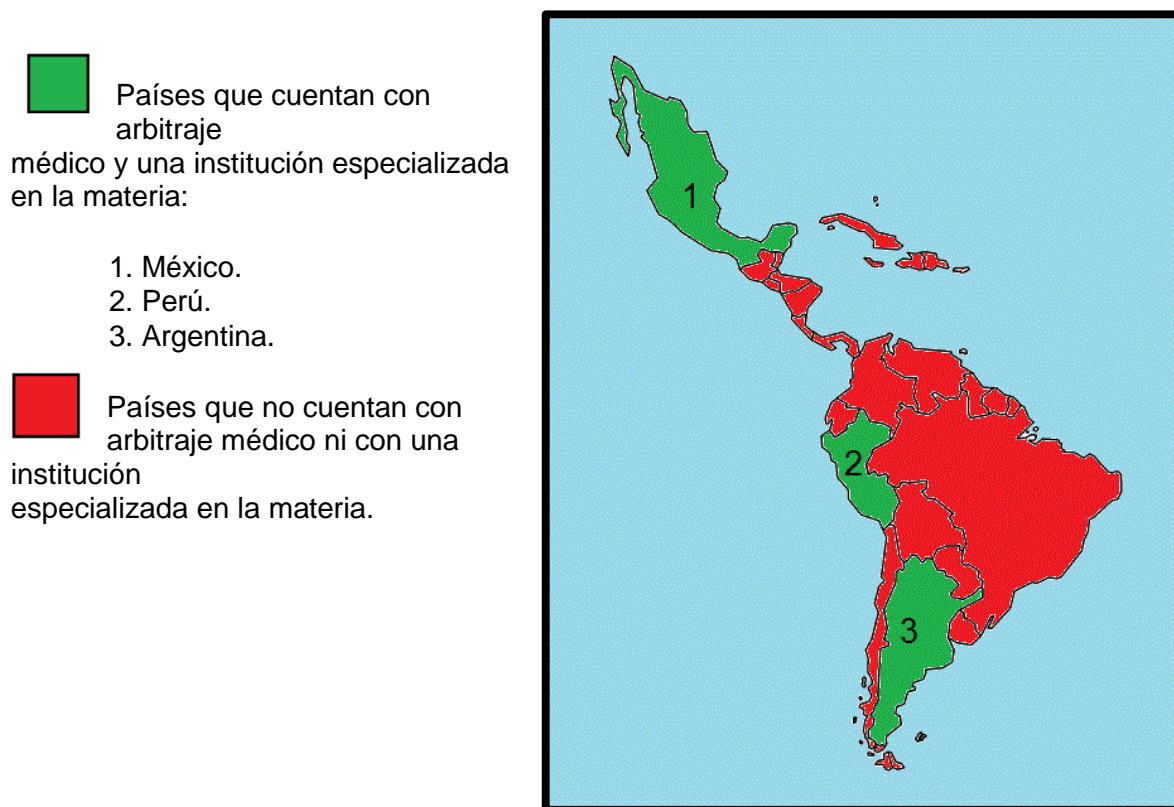 Países que cuentan con
arbitraje
médico y una institución especializada
en la materia:
1. México.
2. Perú.
3. Argentina.
Países que no cuentan con
arbitraje médico ni con una
institución
especializada en la materia.
1
2
3